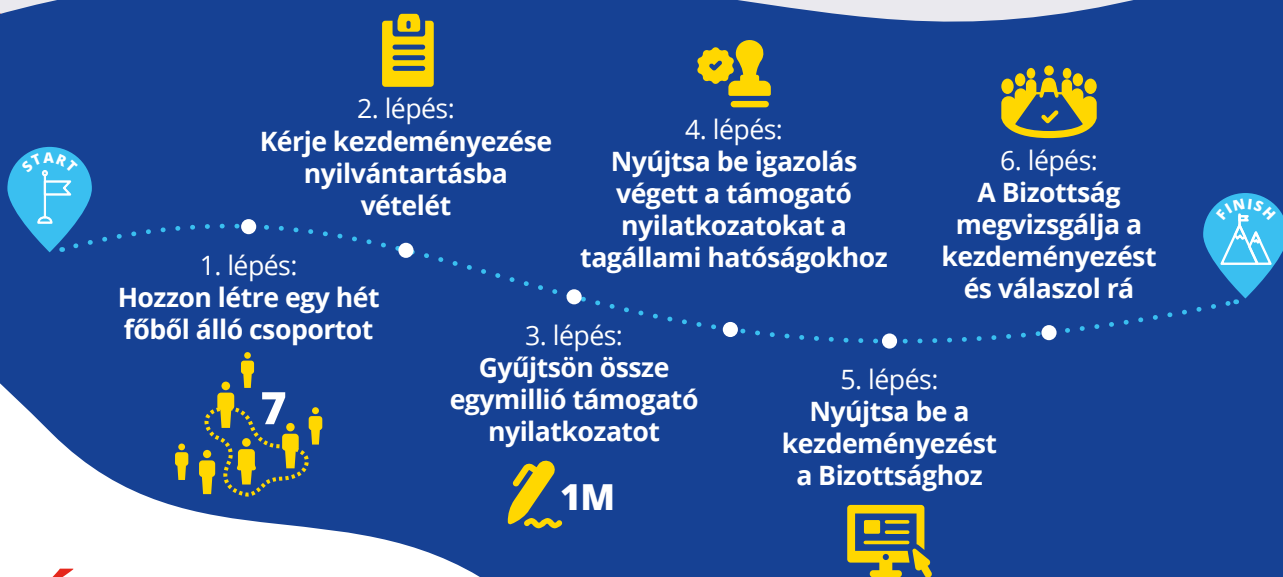 START
1. lépés:
Hozzon létre egy hét
főből álló csoportot
7
2. lépés:
Kérje kezdeményezése
nyilvántartásba
vételét
3. lépés:
Gyűjtsön össze
egymillió támogató
nyilatkozatot
1M
4. lépés:
Nyújtsa be igazolás
végett a támogató
nyilatkozatokat a
tagállami hatóságokhoz
5. lépés:
Nyújtsa be a
kezdeményezést
a Bizottsághoz
6. lépés:
A Bizottság
megvizsgálja a
kezdeményezést
és válaszol rá
FINISH